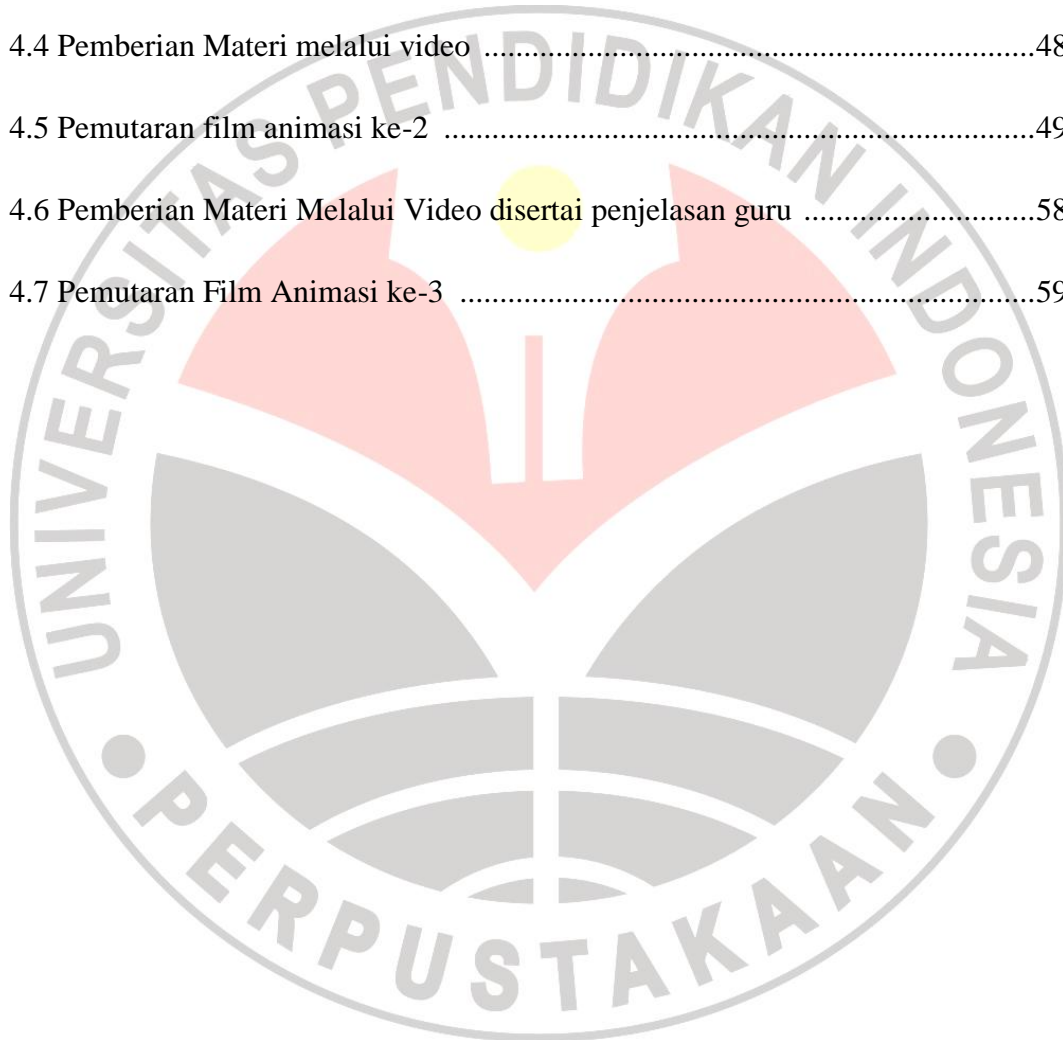 4.4 Pemberian Materi melalui video ....................................................................48
4.5 Pemutaran film animasi ke-2 .........................................................................49
4.6 Pemberian Materi Melalui Video disertai penjelasan guru ............................58
4.7 Pemutaran Film Animasi ke-3 .......................................................................59
UNIVERSITAS PENDIDIKAN INDONESIA
PERPUSTAKAAN